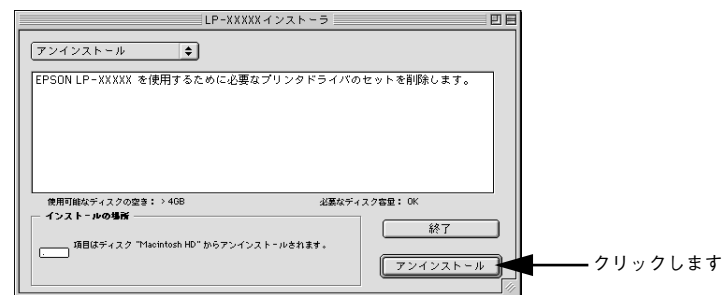 LP-XXXXXインストーラ
アンインストール
EPSON LP-XXXXX を使用するために必要なプリンタドライバのセットを削除します。
使用可能なディスクの空き： > 4GB
必要なディスク容量： OK
インストールの場所
項目はディスク "Macintosh HD" からアンインストールされます。
終了
アンインストール
クリックします